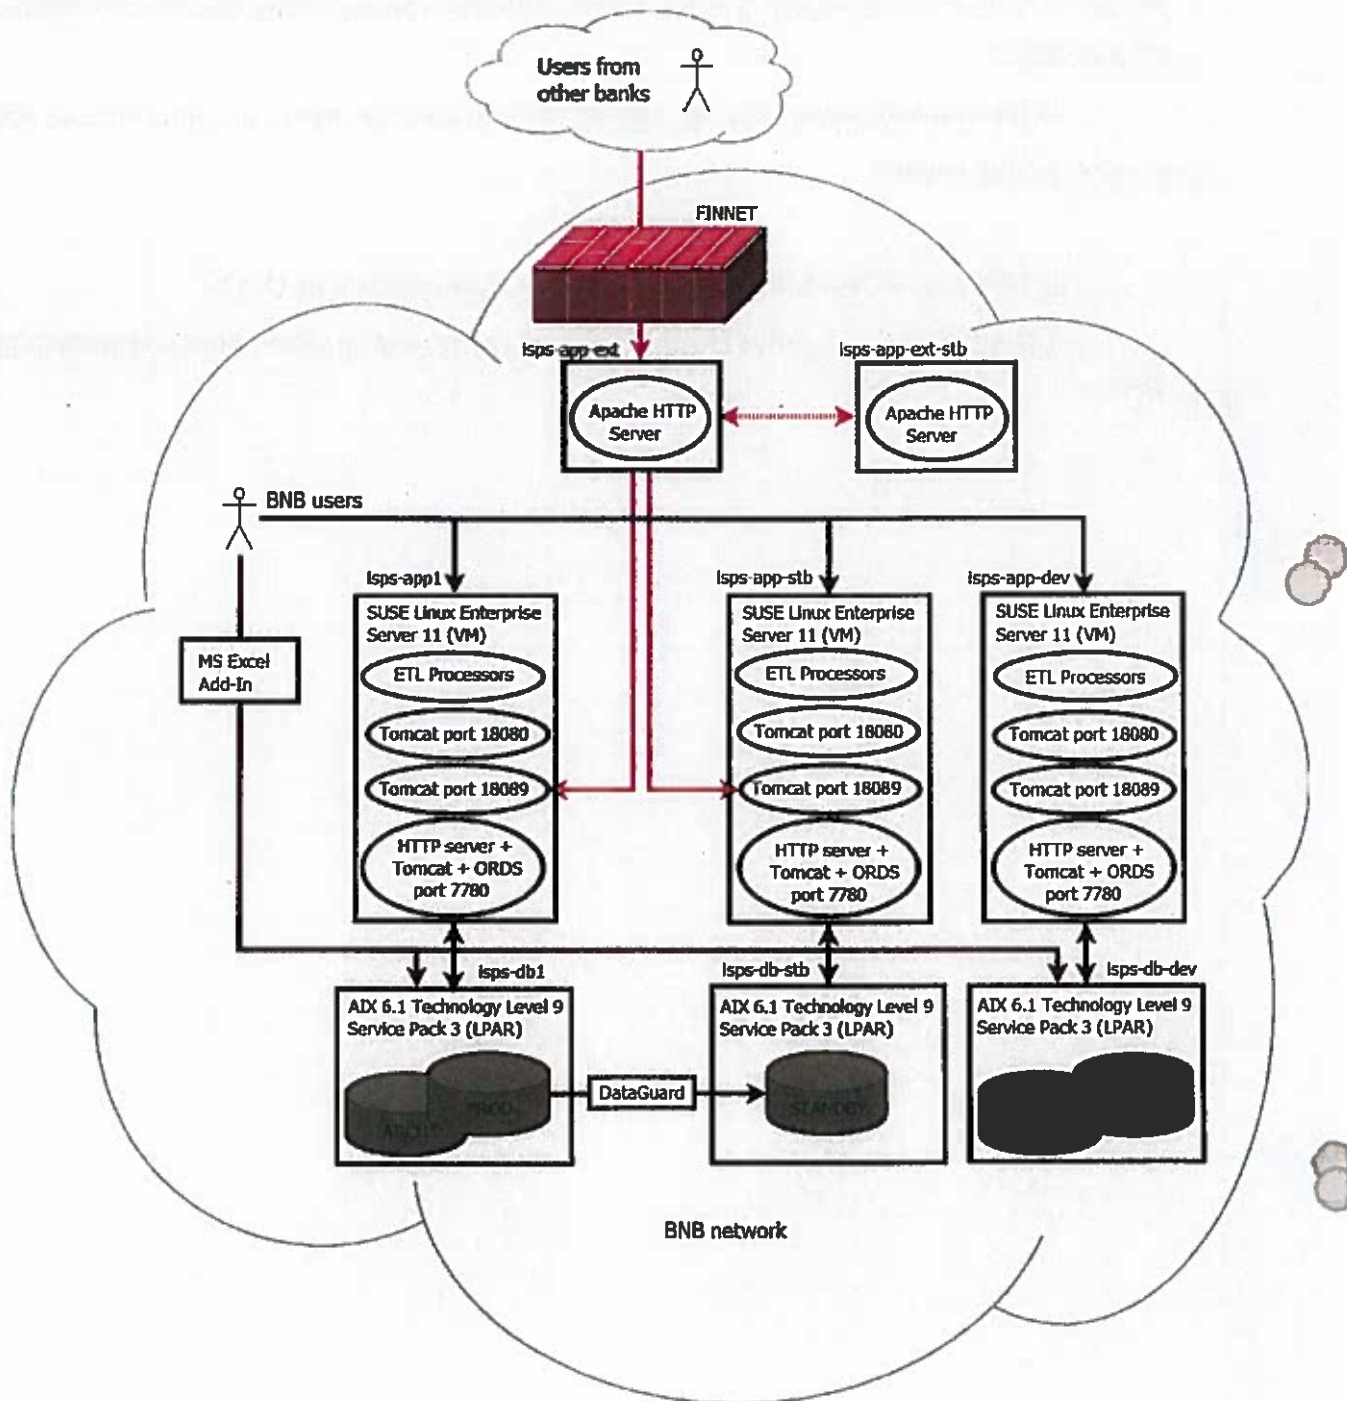 Users from
other banks
FINNET
isps-app-ext
isps-app-ext-stb
Apache HTTP
Server
Apache HTTP
Server
BNB users
isps-app1
isps-app-stb
isps-app-dev
SUSE Linux Enterprise
Server 11 (VM)
ETL Processors
Tomcat port 18080
Tomcat port 18089
HTTP server +
Tomcat + ORDS
port 7780
SUSE Linux Enterprise
Server 11 (VM)
ETL Processors
Tomcat port 18080
Tomcat port 18089
HTTP server +
Tomcat + ORDS
port 7780
SUSE Linux Enterprise
Server 11 (VM)
ETL Processors
Tomcat port 18080
Tomcat port 18089
HTTP server +
Tomcat + ORDS
port 7780
MS Excel
Add-In
isps-db1
isps-db-stb
isps-db-dev
AIX 6.1 Technology Level 9
Service Pack 3 (LPAR)
PROD
ARCH
DataGuard
AIX 6.1 Technology Level 9
Service Pack 3 (LPAR)
STANDBY
AIX 6.1 Technology Level 9
Service Pack 3 (LPAR)
BNB network